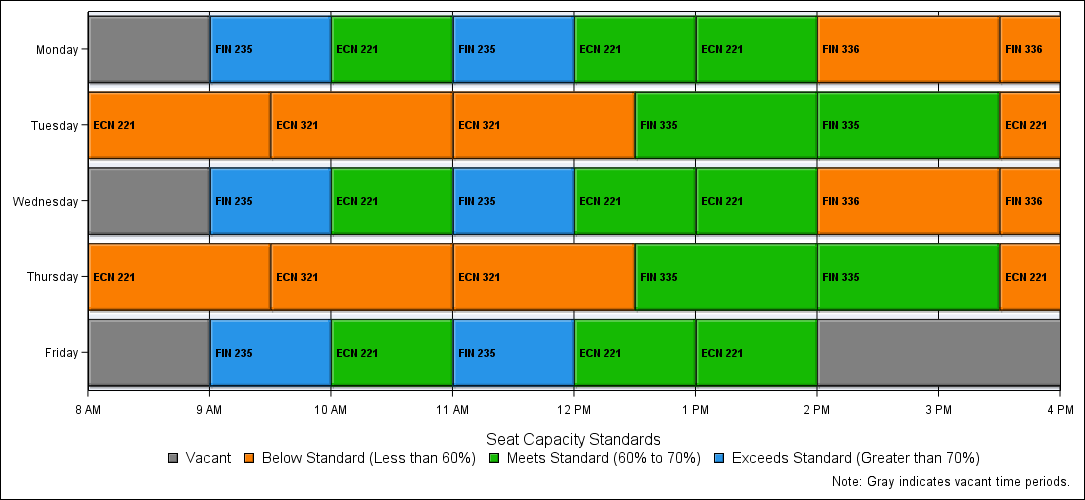 Monday FIN 235 ECN 221 FIN 235 ECN 221 ECN 221 FIN 336 FIN 336
Tuesday ECN 221 ECN 321 ECN 321 FIN 335 FIN 335 ECN 221
Wednesday FIN 235 ECN 221 FIN 235 ECN 221 ECN 221 FIN 336 FIN 336
Thursday ECN 221 ECN 321 ECN 321 FIN 335 FIN 335 ECN 221
Friday FIN 235 ECN 221 FIN 235 ECN 221 ECN 221
8 AM 9 AM 10 AM 11 AM 12 PM 1 PM 2 PM 3 PM 4 PM
Seat Capacity Standards
Vacant Below Standard (Less than 60%) Meets Standard (60% to 70%) Exceeds Standard (Greater than 70%)
Note: Gray indicates vacant time periods.